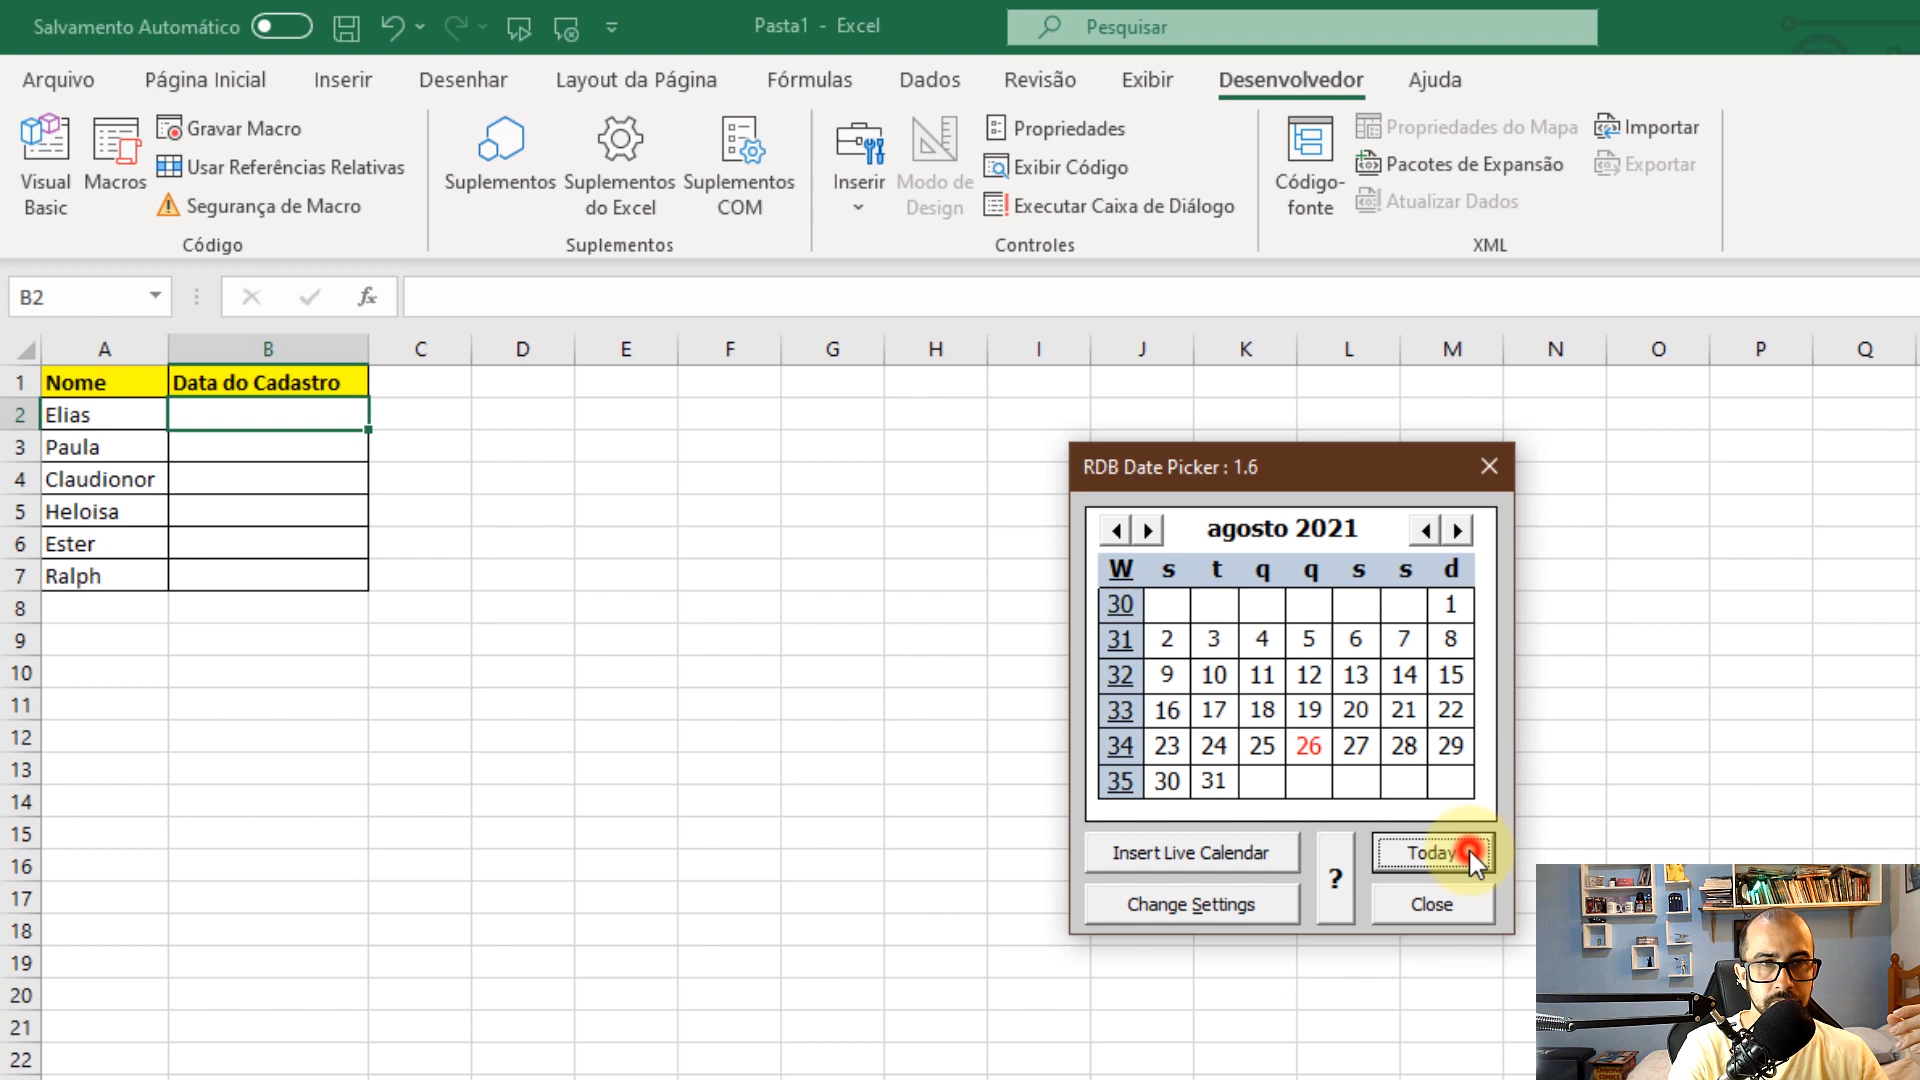 Salvamento Automático
Pasta1 - Excel
Pesquisar
Arquivo Página Inicial Inserir Desenhar Layout da Página Fórmulas Dados Revisão Exibir Desenvolvedor Ajuda
Visual Basic
Macros
Gravar Macro
Usar Referências Relativas
Segurança de Macro
Código
Suplementos
Suplementos do Excel
Suplementos COM
Suplementos
Inserir
Modo de Design
Propriedades
Exibir Código
Executar Caixa de Diálogo
Controles
Código-fonte
Propriedades do Mapa
Pacotes de Expansão
Atualizar Dados
Importar
Exportar
XML
B2
fx
A B C D E F G H I J K L M N O P Q
1 Nome Data do Cadastro
2 Elias
3 Paula
4 Claudionor
5 Heloisa
6 Ester
7 Ralph
8
9
10
11
12
13
14
15
16
17
18
19
20
21
22
RDB Date Picker : 1.6
agosto 2021
W s t q q s s d
30 1
31 2 3 4 5 6 7 8
32 9 10 11 12 13 14 15
33 16 17 18 19 20 21 22
34 23 24 25 26 27 28 29
35 30 31
Insert Live Calendar
?
Today
Change Settings
Close